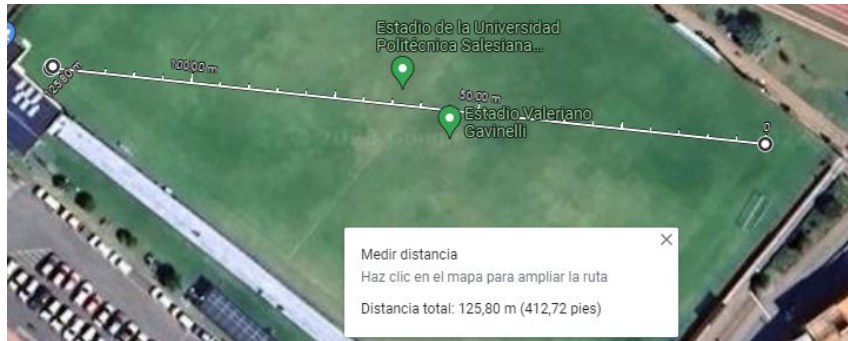 Estadio de la Universidad
Politécnica Salesiana...
125,80 m
100,00 m
50,00 m
0
Estadio Valeriano
Gavinelli
Medir distancia
Haz clic en el mapa para ampliar la ruta
Distancia total: 125,80 m (412,72 pies)